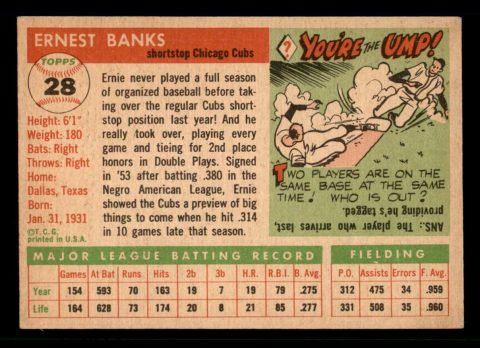 ERNEST BANKS
shortstop Chicago Cubs
TOPPS
28
Height: 6'1"
Weight: 180
Bats: Right
Throws: Right
Home:
Dallas, Texas
Born:
Jan. 31, 1931
©T.C.G.
printed in U.S.A.
Ernie never played a full season
of organized baseball before tak-
ing over the regular Cubs short-
stop position last year! And he
really took over, playing every
game and tieing for 2nd place
honors in Double Plays. Signed
in '53 after batting .380 in the
Negro American League, Ernie
showed the Cubs a preview of big
things to come when he hit .314
in 10 games late that season.
?
YOU'RE THE UMP!
TWO PLAYERS ARE ON THE
SAME BASE AT THE SAME
TIME! WHO IS OUT?
ANS. The player who arrives last,
providing he's tagged.
MAJOR LEAGUE BATTING RECORD
Games At Bat Runs Hits 2b 3b H.R. R.B.I. B. Avg.
Year 154 593 70 163 19 7 19 79 .275
Life 164 628 73 174 20 8 21 85 .277
FIELDING
P.O. Assists Errors F. Avg.
312 475 34 .959
331 508 35 .960